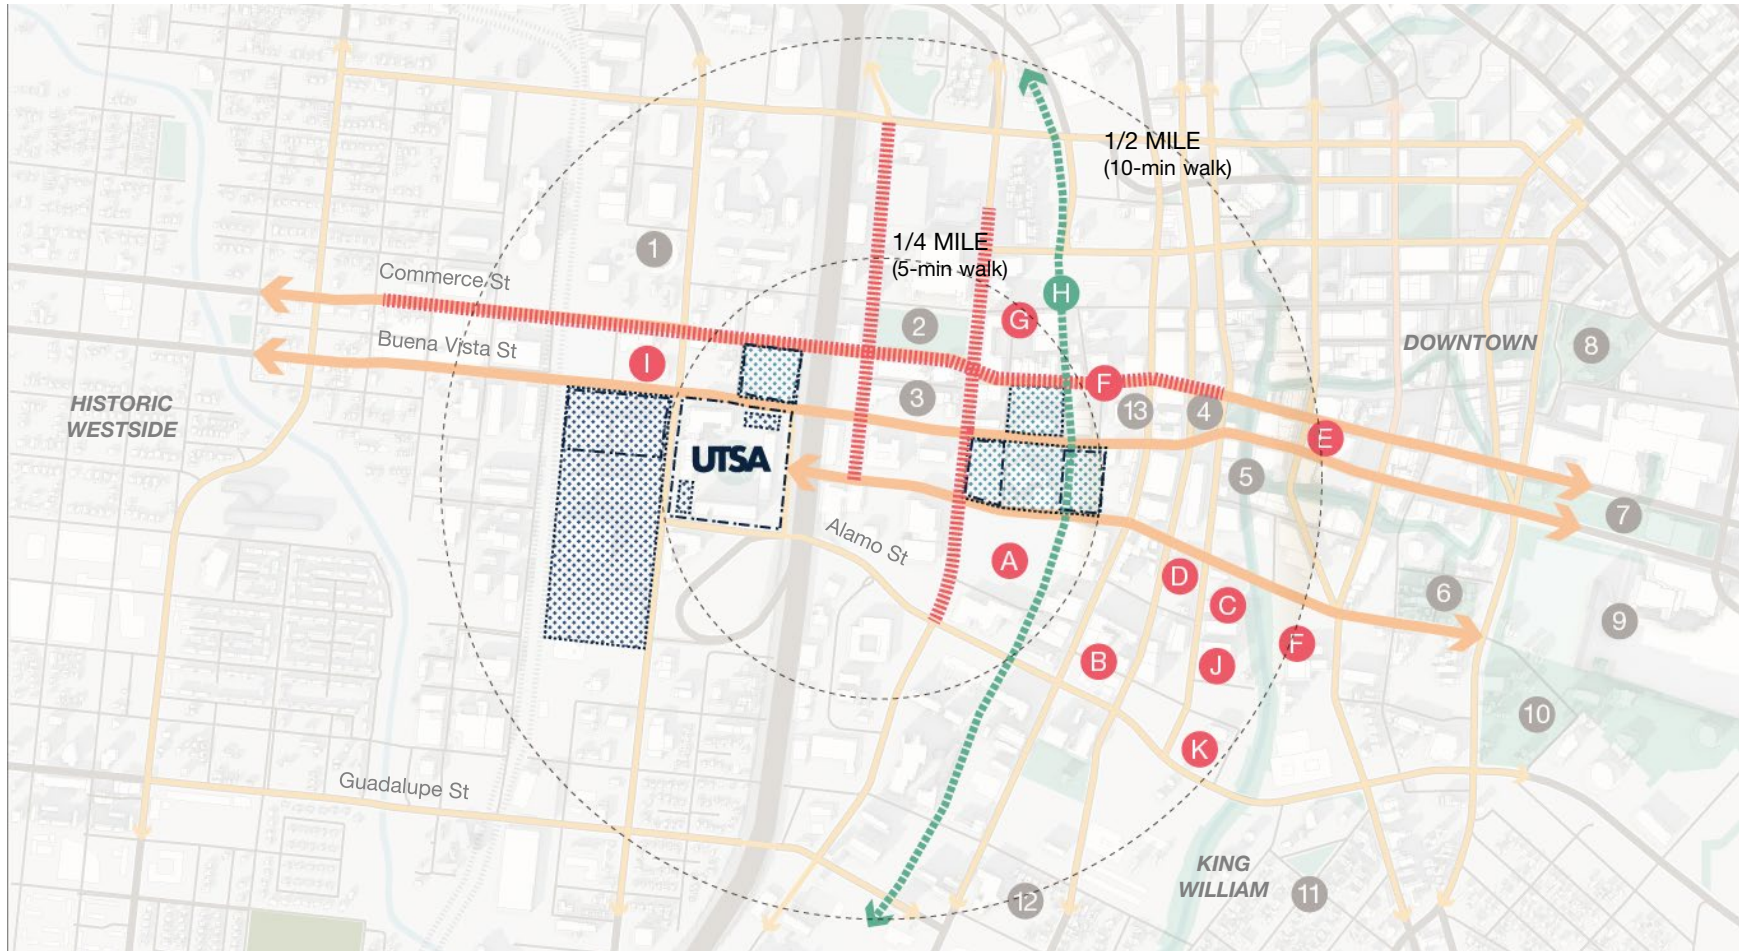 1/2 MILE
(10-min walk)
1/4 MILE
(5-min walk)
1
Commerce St
H
G
2
Buena Vista St
I
DOWNTOWN
8
F
3
13
4
HISTORIC
WESTSIDE
E
UTSA
5
7
Alamo St
A
D
C
6
9
B
J
F
10
K
Guadalupe St
KING
WILLIAM
11
12